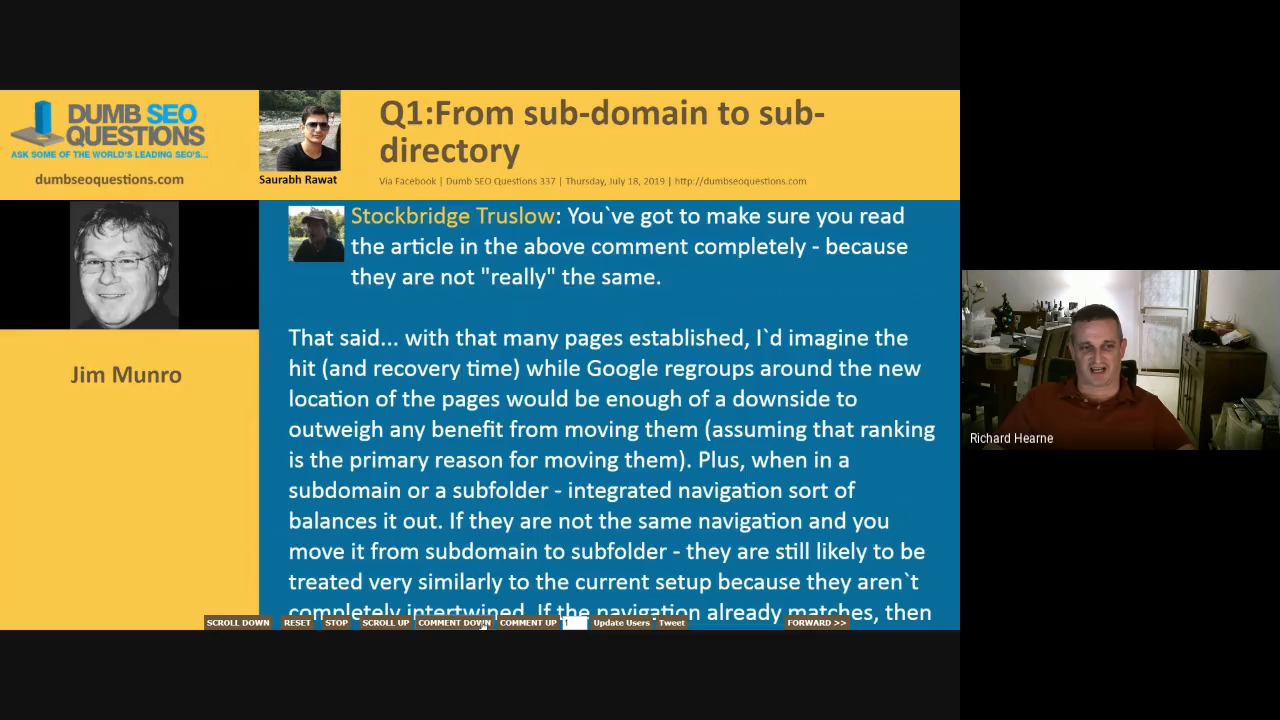 DUMB SEO
QUESTIONS
ASK SOME OF THE WORLD'S LEADING SEO'S...
dumbseoquestions.com
Saurabh Rawat
Q1:From sub-domain to sub-
directory
Via Facebook | Dumb SEO Questions 337 | Thursday, July 18, 2019 | http://dumbseoquestions.com
Jim Munro
Stockbridge Truslow: You`ve got to make sure you read
the article in the above comment completely - because
they are not "really" the same.
That said... with that many pages established, I`d imagine the
hit (and recovery time) while Google regroups around the new
location of the pages would be enough of a downside to
outweigh any benefit from moving them (assuming that ranking
is the primary reason for moving them). Plus, when in a
subdomain or a subfolder - integrated navigation sort of
balances it out. If they are not the same navigation and you
move it from subdomain to subfolder - they are still likely to be
treated very similarly to the current setup because they aren`t
completely intertwined. If the navigation already matches, then
SCROLL DOWN RESET STOP SCROLL UP COMMENT DOWN COMMENT UP 1 Update Users Tweet FORWARD >>
Richard Hearne